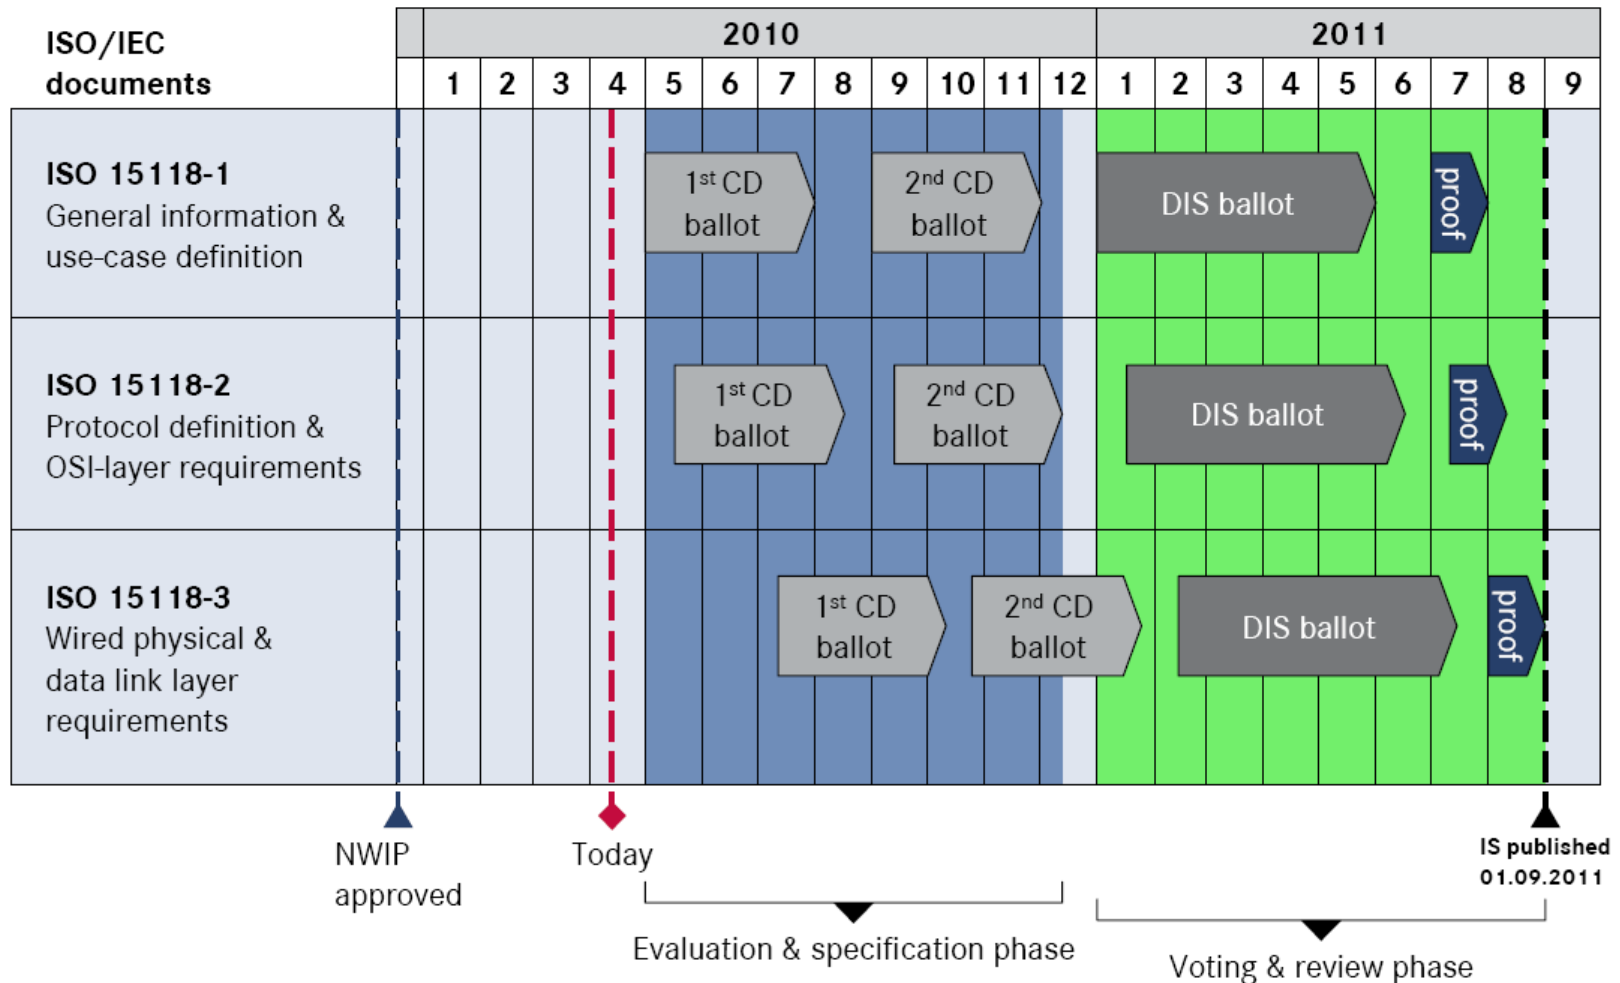 ISO/IEC
documents
2010
2011
1 2 3 4 5 6 7 8 9 10 11 12 1 2 3 4 5 6 7 8 9
ISO 15118-1
General information &
use-case definition
1st CD
ballot
2nd CD
ballot
DIS ballot
proof
ISO 15118-2
Protocol definition &
OSI-layer requirements
1st CD
ballot
2nd CD
ballot
DIS ballot
proof
ISO 15118-3
Wired physical &
data link layer
requirements
1st CD
ballot
2nd CD
ballot
DIS ballot
proof
NWIP
approved
Today
IS published
01.09.2011
Evaluation & specification phase
Voting & review phase